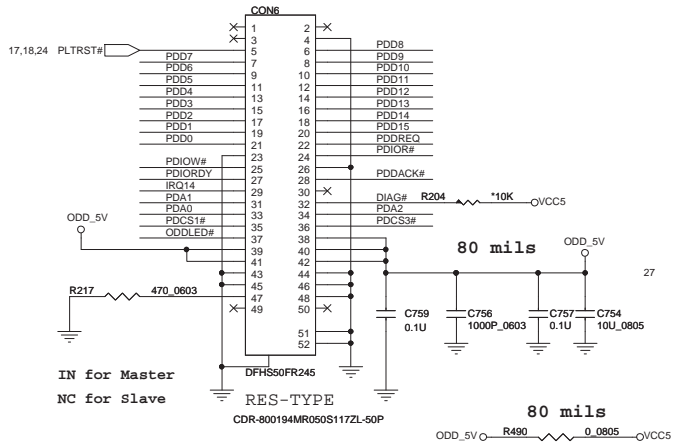 CON6
1 2
3 4
17,18,24 PLTRST# 5 6 PDD8
PDD7 7 8 PDD9
PDD6 9 10 PDD10
PDD5 11 12 PDD11
PDD4 13 14 PDD12
PDD3 15 16 PDD13
PDD2 17 18 PDD14
PDD1 19 20 PDD15
PDD0 21 22 PDDREQ
23 24 PDIOR#
PDIOW# 25 26
PDIORDY 27 28 PDDACK#
IRQ14 29 30
PDA1 31 32 DIAG# R204 *10K VCC5
PDA0 33 34 PDA2
PDCS1# 35 36 PDCS3#
ODD_5V ODDLED# 37 38
39 40 80 mils ODD_5V
41 42
43 44 27
45 46
R217 470_0603 47 48
49 50
C759 0.1U
C756 1000P_0603
C757 0.1U
C754 10U_0805
51
52
DFHS50FR245
IN for Master
NC for Slave
RES-TYPE
CDR-800194MR050S117ZL-50P
80 mils
ODD_5V R490 0_0805 VCC5